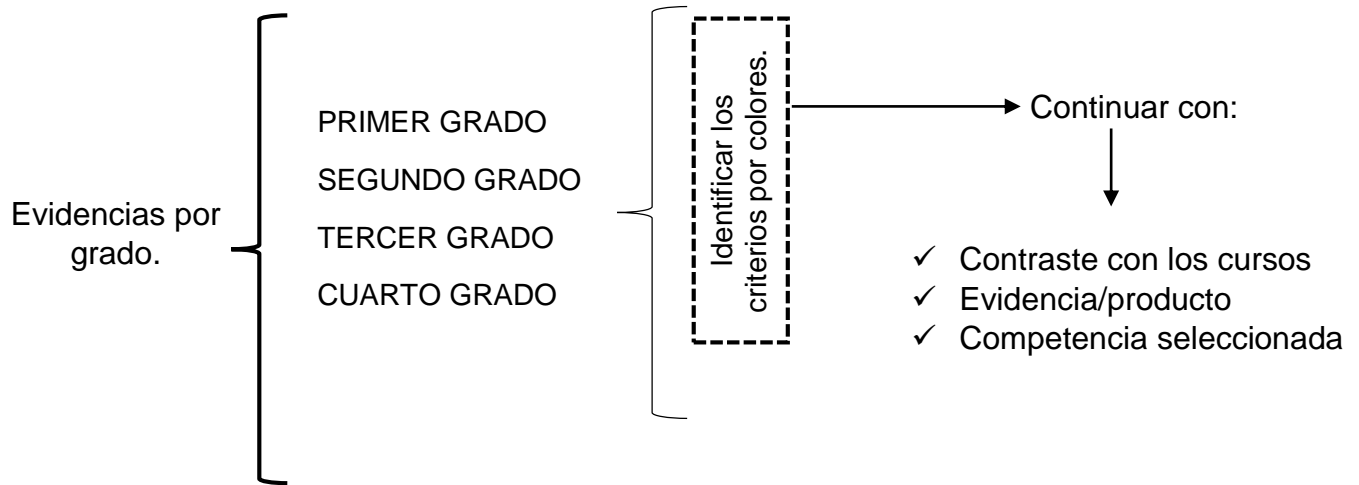 Evidencias por
grado.
PRIMER GRADO
SEGUNDO GRADO
TERCER GRADO
CUARTO GRADO
Identificar los
criterios por colores.
Continuar con:
✓ Contraste con los cursos
✓ Evidencia/producto
✓ Competencia seleccionada